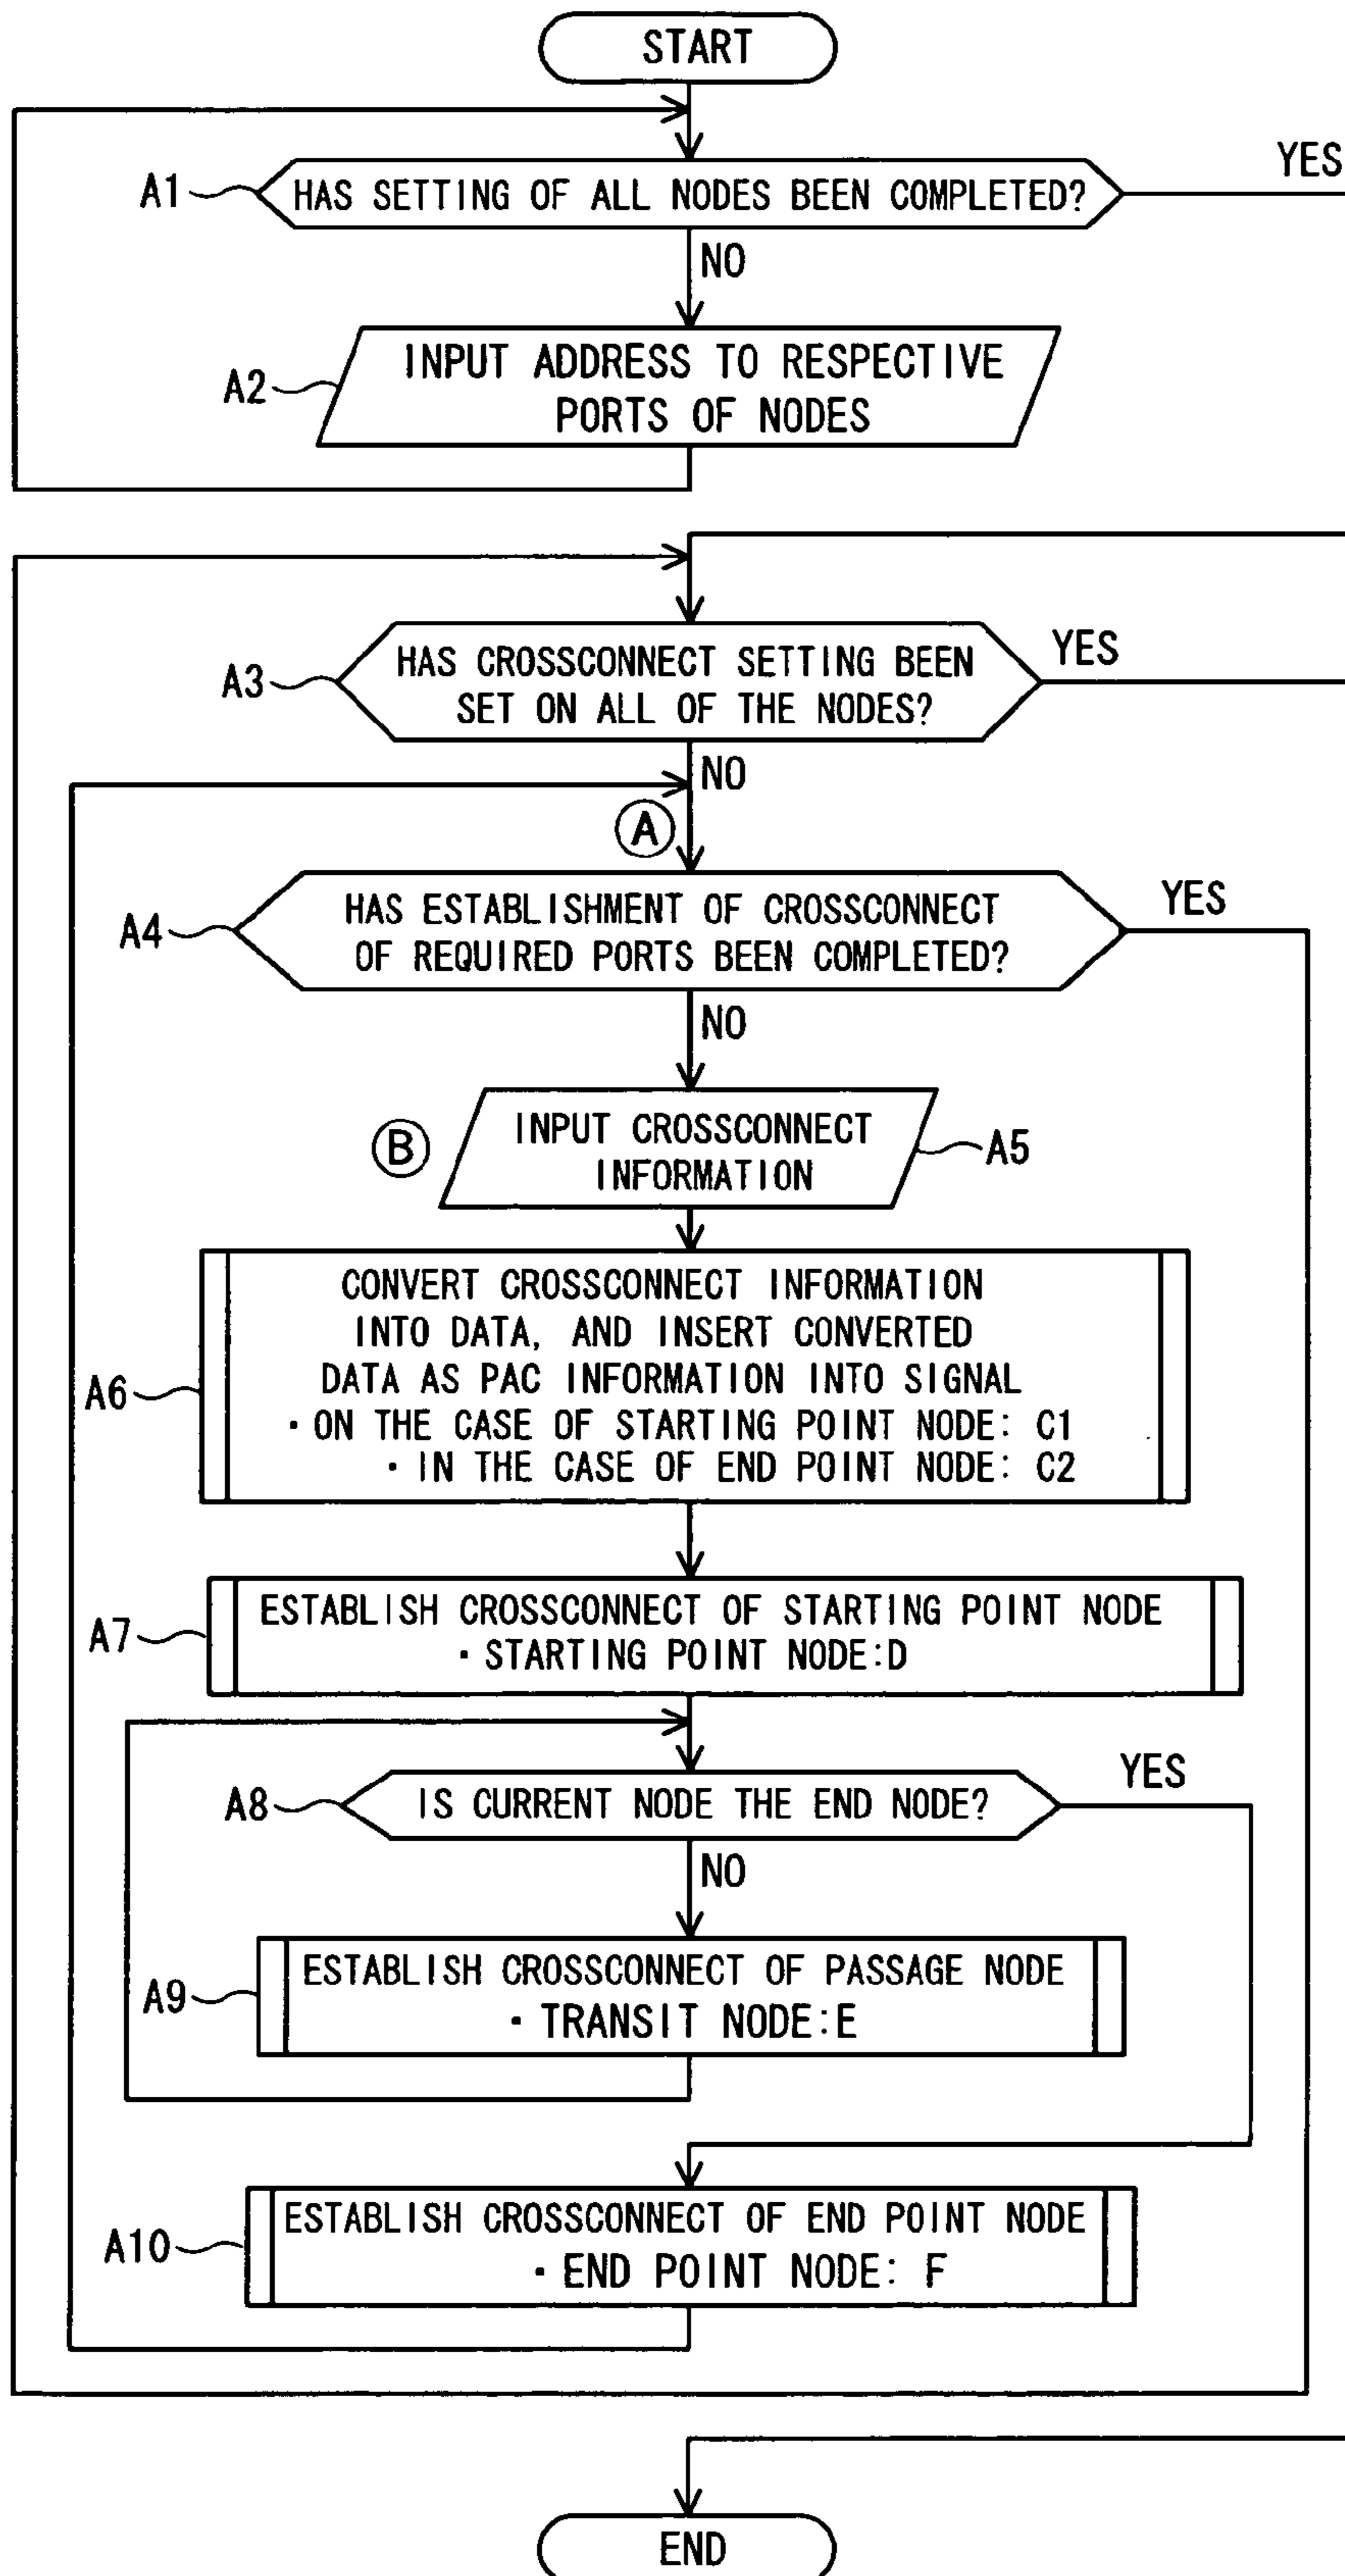 START
YES
A1
HAS SETTING OF ALL NODES BEEN COMPLETED?
NO
A2
INPUT ADDRESS TO RESPECTIVE
PORTS OF NODES
A3
HAS CROSSCONNECT SETTING BEEN
SET ON ALL OF THE NODES?
YES
NO
A
A4
HAS ESTABLISHMENT OF CROSSCONNECT
OF REQUIRED PORTS BEEN COMPLETED?
YES
NO
B
INPUT CROSSCONNECT
INFORMATION
A5
A6
CONVERT CROSSCONNECT INFORMATION
INTO DATA, AND INSERT CONVERTED
DATA AS PAC INFORMATION INTO SIGNAL
・ON THE CASE OF STARTING POINT NODE: C1
・IN THE CASE OF END POINT NODE: C2
A7
ESTABLISH CROSSCONNECT OF STARTING POINT NODE
・STARTING POINT NODE:D
A8
IS CURRENT NODE THE END NODE?
YES
NO
A9
ESTABLISH CROSSCONNECT OF PASSAGE NODE
・TRANSIT NODE:E
A10
ESTABLISH CROSSCONNECT OF END POINT NODE
・END POINT NODE: F
END